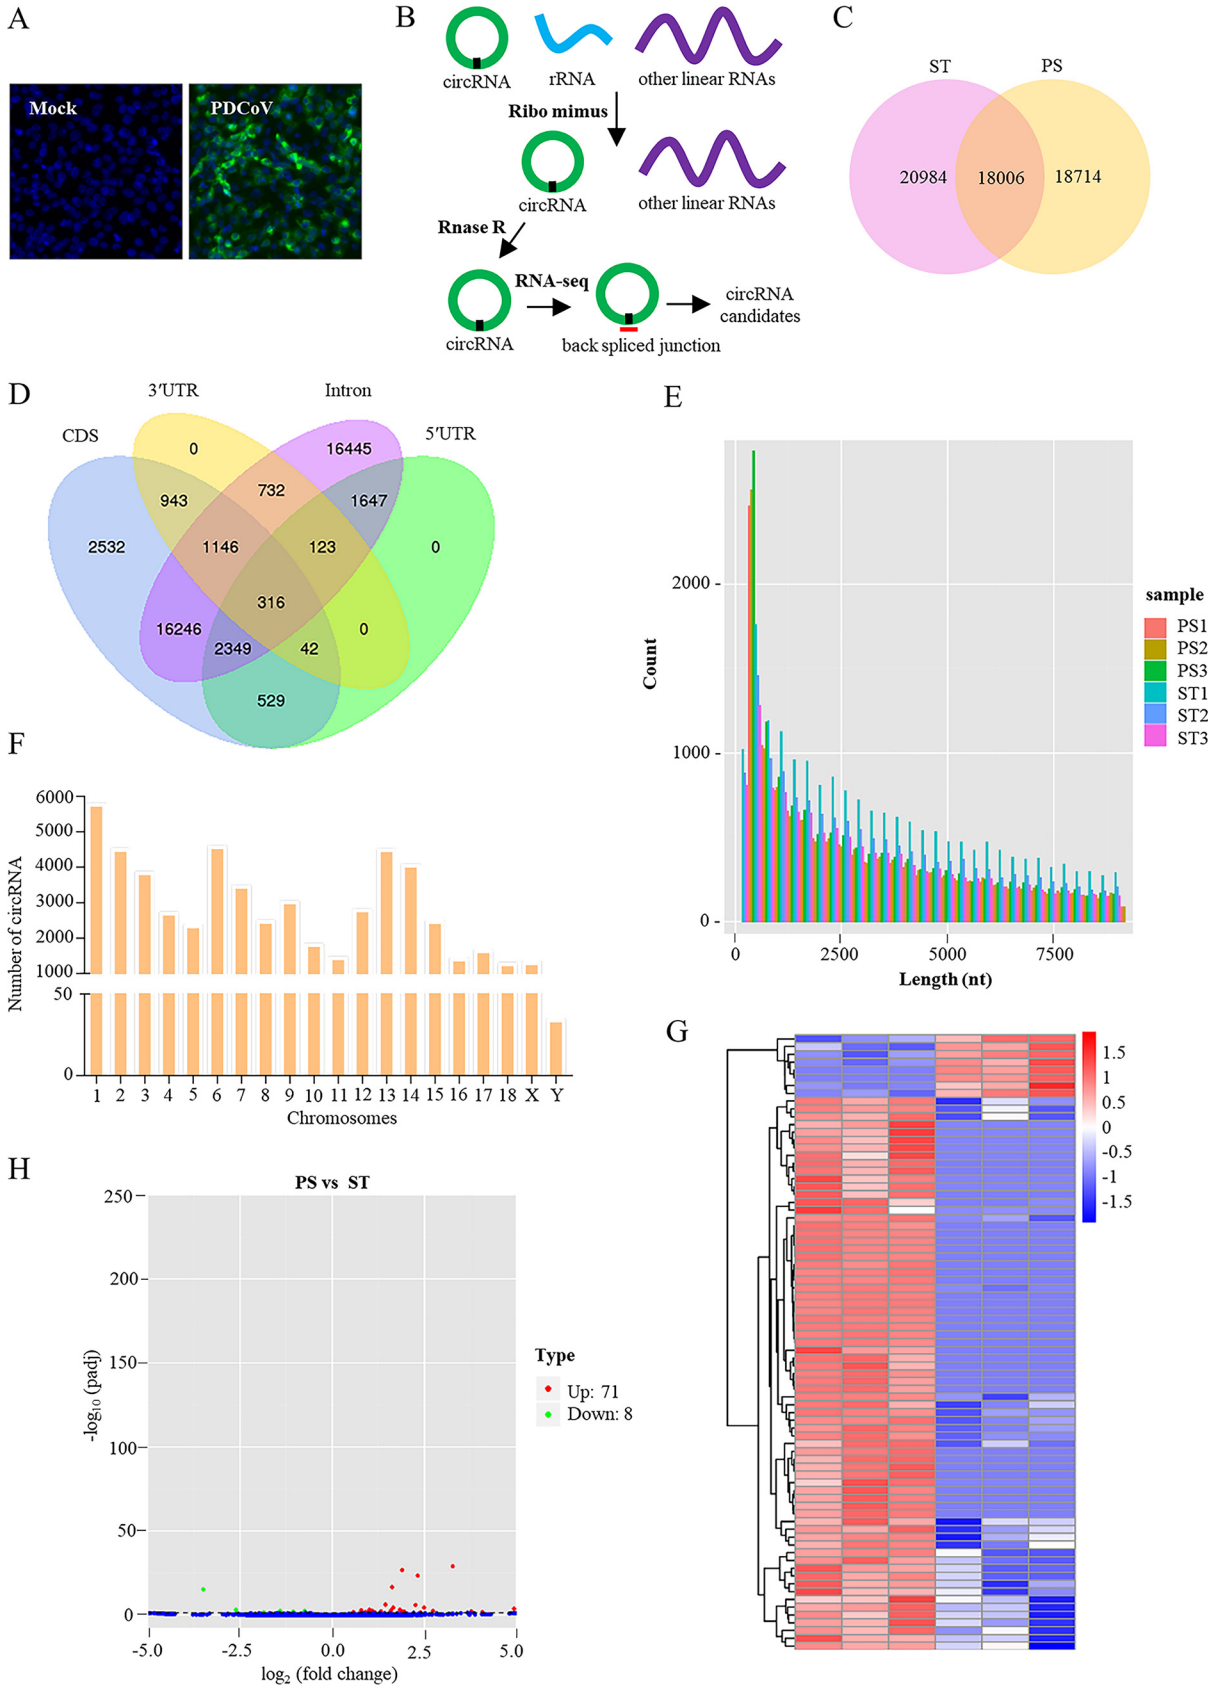 A
Mock
PDCoV
B
circRNA
rRNA
other linear RNAs
Ribo mimus
circRNA
other linear RNAs
Rnase R
RNA-seq
circRNA
back spliced junction
circRNA
candidates
C
ST
PS
20984
18006
18714
D
CDS
3'UTR
Intron
5'UTR
0
16445
943
732
1647
2532
1146
123
0
316
16246
2349
42
0
529
E
Count
2000
1000
0
0
2500
5000
7500
Length (nt)
sample
PS1
PS2
PS3
ST1
ST2
ST3
F
Number of circRNA
6000
5000
4000
3000
2000
1000
50
0
1 2 3 4 5 6 7 8 9 10 11 12 13 14 15 16 17 18 X Y
Chromosomes
G
1.5
1
0.5
0
-0.5
-1
-1.5
H
PS vs ST
-log10 (padj)
250
200
150
100
50
0
-5.0
-2.5
0.0
2.5
5.0
log2 (fold change)
Type
Up: 71
Down: 8